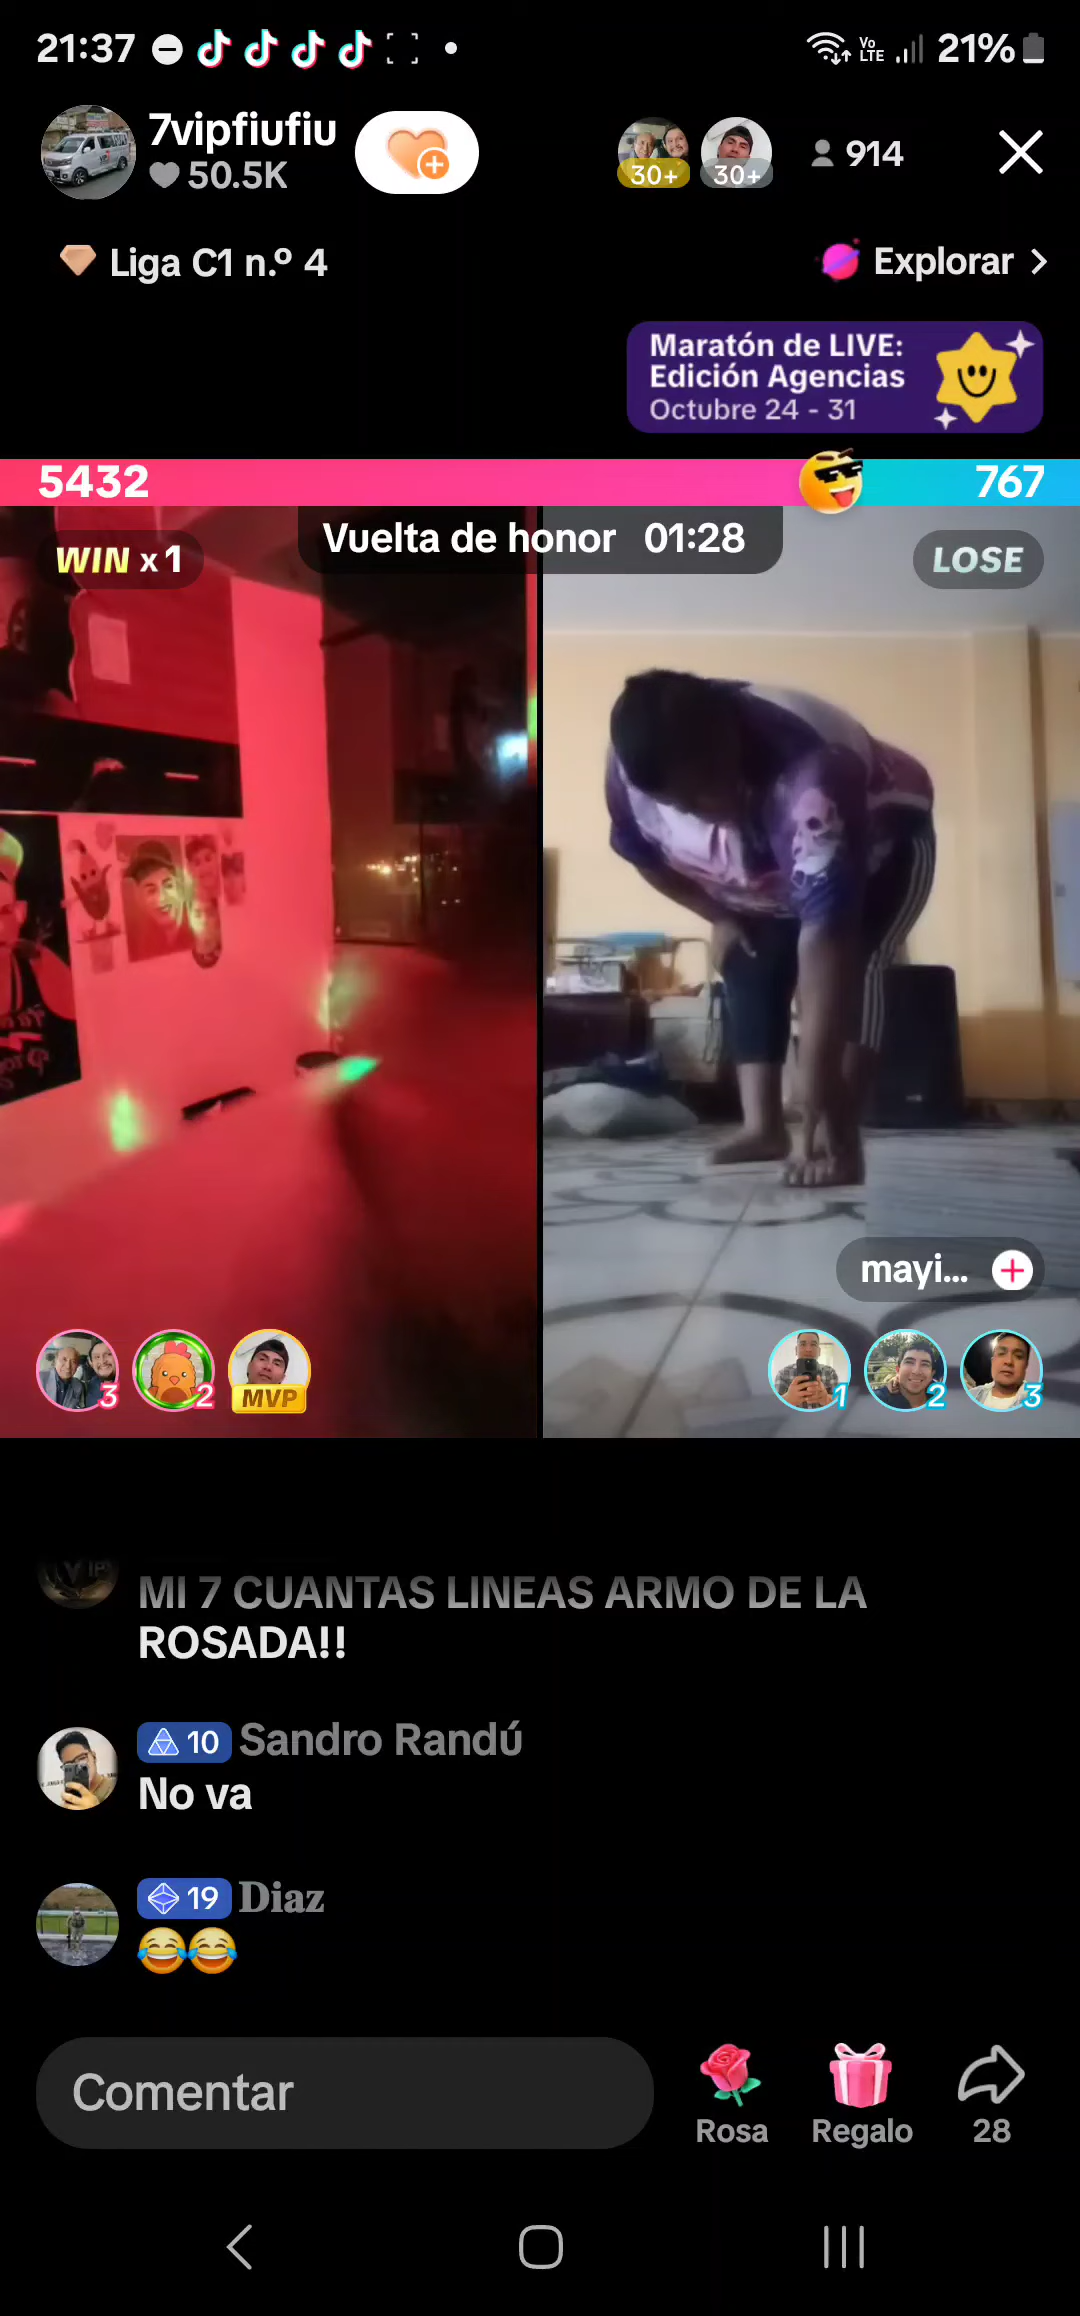 21:37
Vo
LTE
21%
7vipfiufiu
50.5K
30+
30+
914
Liga C1 n.º 4
Explorar
Maratón de LIVE:
Edición Agencias
Octubre 24 - 31
5432
767
WIN x1
Vuelta de honor 01:28
LOSE
mayi...
3
2
MVP
1
2
3
MI 7 CUANTAS LINEAS ARMO DE LA
ROSADA!!
10 Sandro Randú
No va
19 Diaz
😂😂
Comentar
Rosa
Regalo
28